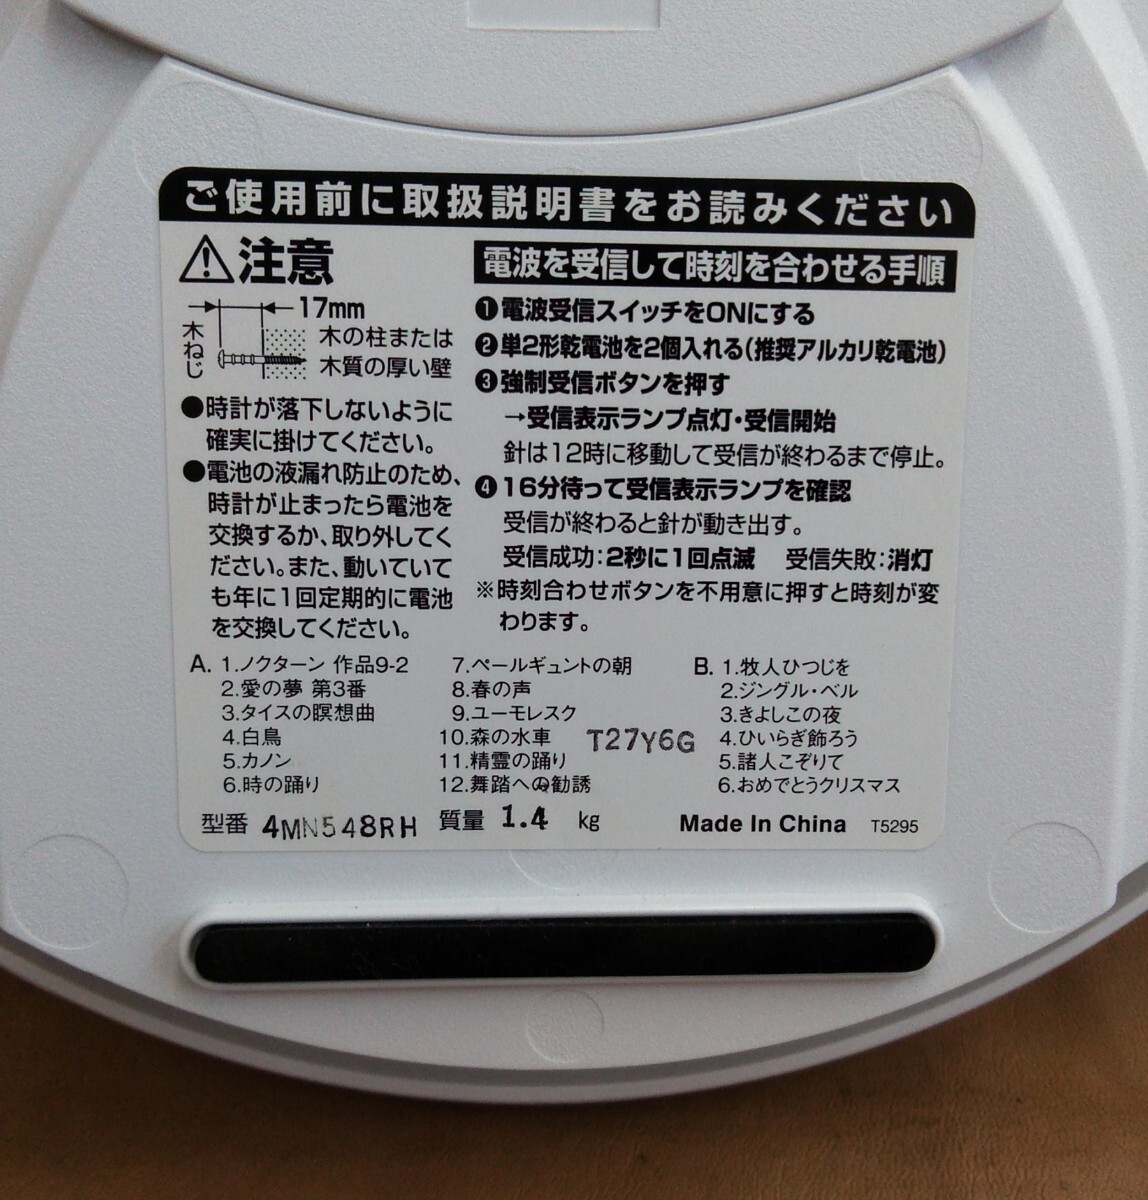 ご使用前に取扱説明書をお読みください
注意
17mm
木ねじ
木の柱または
木質の厚い壁
●時計が落下しないように
確実に掛けてください。
●電池の液漏れ防止のため、
時計が止まったら電池を
交換するか、取り外してく
ださい。また、動いていて
も年に1回定期的に電池
を交換してください。
電波を受信して時刻を合わせる手順
❶電波受信スイッチをONにする
❷単2形乾電池を2個入れる(推奨アルカリ乾電池)
❸強制受信ボタンを押す
→受信表示ランプ点灯・受信開始
針は12時に移動して受信が終わるまで停止。
❹16分待って受信表示ランプを確認
受信が終わると針が動き出す。
受信成功:2秒に1回点滅 受信失敗:消灯
※時刻合わせボタンを不用意に押すと時刻が変
わります。
A. 1.ノクターン 作品9-2
2.愛の夢 第3番
3.タイスの瞑想曲
4.白鳥
5.カノン
6.時の踊り
7.ペールギュントの朝
8.春の声
9.ユーモレスク
10.森の水車
11.精霊の踊り
12.舞踏への勧誘
T27Y6G
B. 1.牧人ひつじを
2.ジングル・ベル
3.きよしこの夜
4.ひいらぎ飾ろう
5.諸人こぞりて
6.おめでとうクリスマス
型番 4MN548RH 質量 1.4 kg Made In China T5295